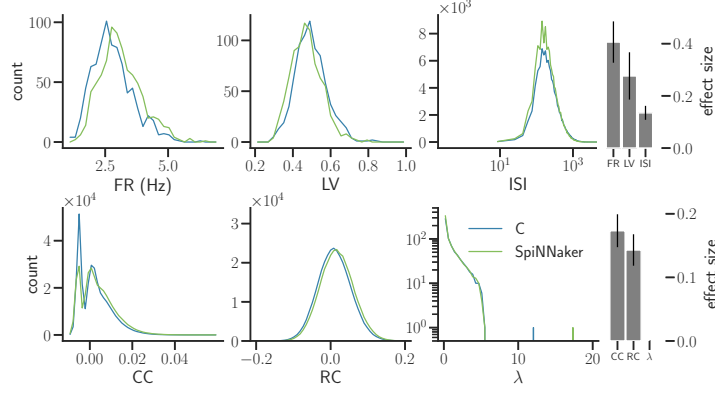 ×10³
100
50
0
count
2.5 5.0
FR (Hz)
100
50
0
0.2 0.4 0.6 0.8 1.0
LV
8
6
4
2
0
10¹ 10³
ISI
0.4
0.2
0.0
effect size
FR LV ISI
×10⁴
4
2
0
count
0.00 0.02 0.04
CC
×10⁴
4
3
2
1
0
−0.2 0.0 0.2
RC
C
SpiNNaker
10²
10¹
10⁰
0 10 20
λ
0.2
0.1
0.0
effect size
CC RC λ